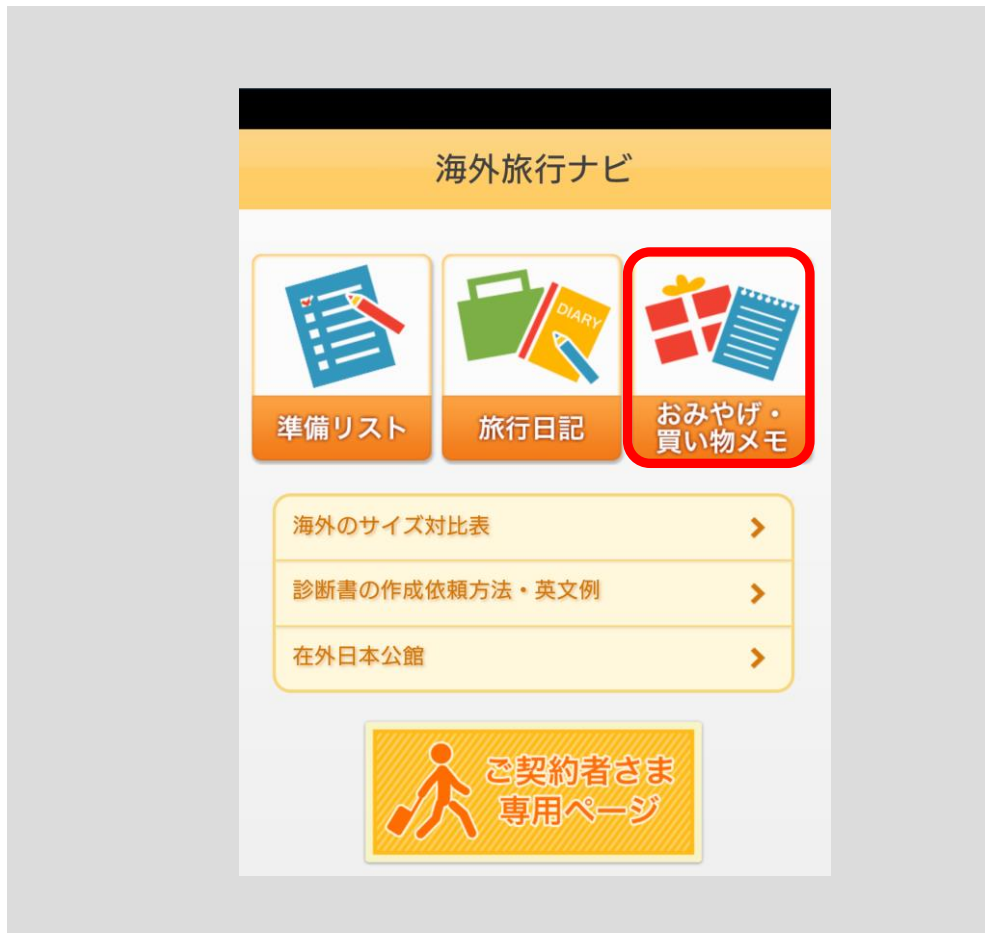 海外旅行ナビ
DIARY
準備リスト
旅行日記
おみやげ・
買い物メモ
海外のサイズ対比表
診断書の作成依頼方法・英文例
在外日本公館
ご契約者さま
専用ページ